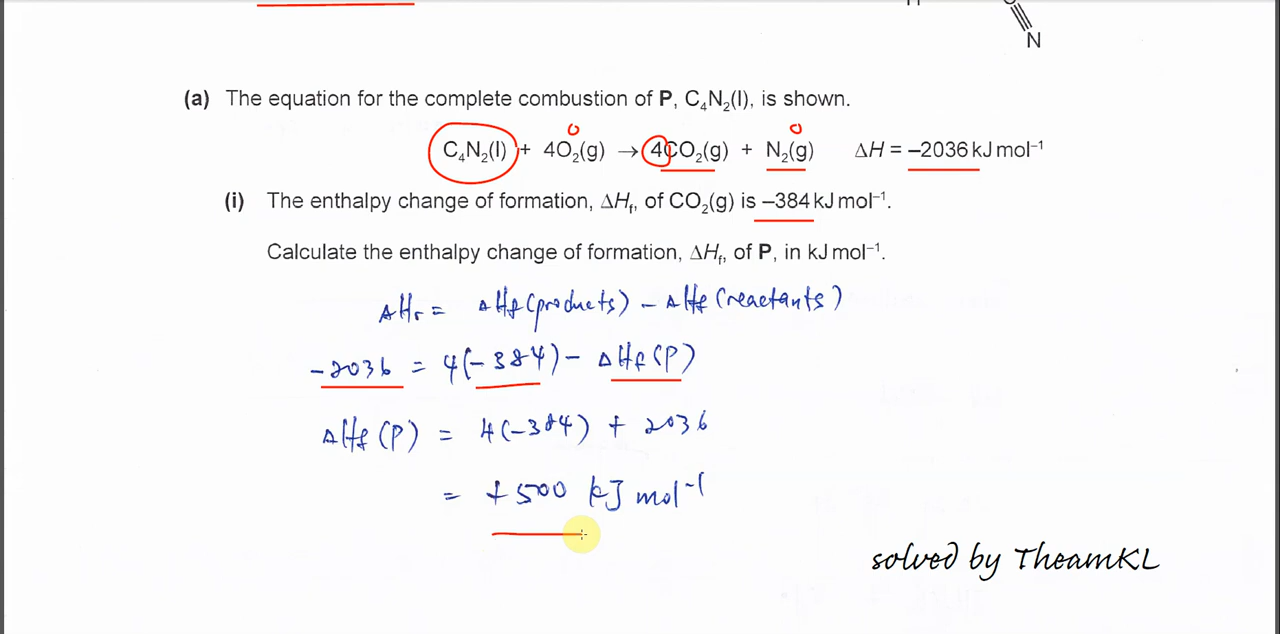 N
(a) The equation for the complete combustion of P, C₄N₂(l), is shown.
C₄N₂(l) + 4O₂(g) → 4CO₂(g) + N₂(g) ΔH = –2036 kJ mol⁻¹
(i) The enthalpy change of formation, ΔHf, of CO₂(g) is –384 kJ mol⁻¹.
Calculate the enthalpy change of formation, ΔHf, of P, in kJ mol⁻¹.
ΔHr = ΔHf (products) – ΔHf (reactants)
-2036 = 4(-384) – ΔHf (P)
ΔHf (P) = 4(-384) + 2036
= +500 kJ mol⁻¹
solved by TheamKL